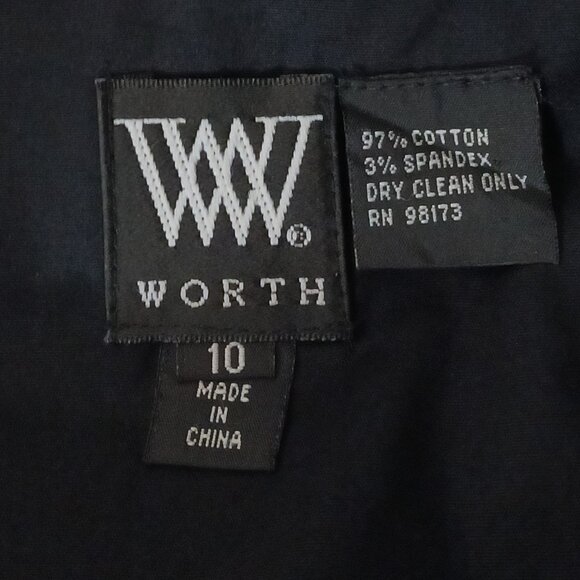 W
®
WORTH
10
MADE
IN
CHINA
97% COTTON
3% SPANDEX
DRY CLEAN ONLY
RN 98173